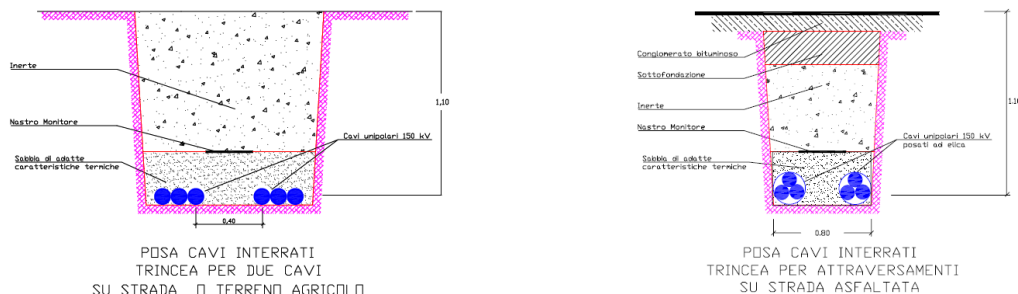 Inerte
1,10
Nastro Monitore
Cavi unipolari 150 kV
Sabbia di adatte
caratteristiche termiche
0.40
POSA CAVI INTERRATI
TRINCEA PER DUE CAVI
SU STRADA O TERRENO AGRICOLO
Conglomerato bituminoso
Sottofondazione
Inerte
1.10
Nastro Monitore
Cavi unipolari 150 kV
posati ad elica
Sabbia di adatte
caratteristiche termiche
0.80
POSA CAVI INTERRATI
TRINCEA PER ATTRAVERSAMENTI
SU STRADA ASFALTATA